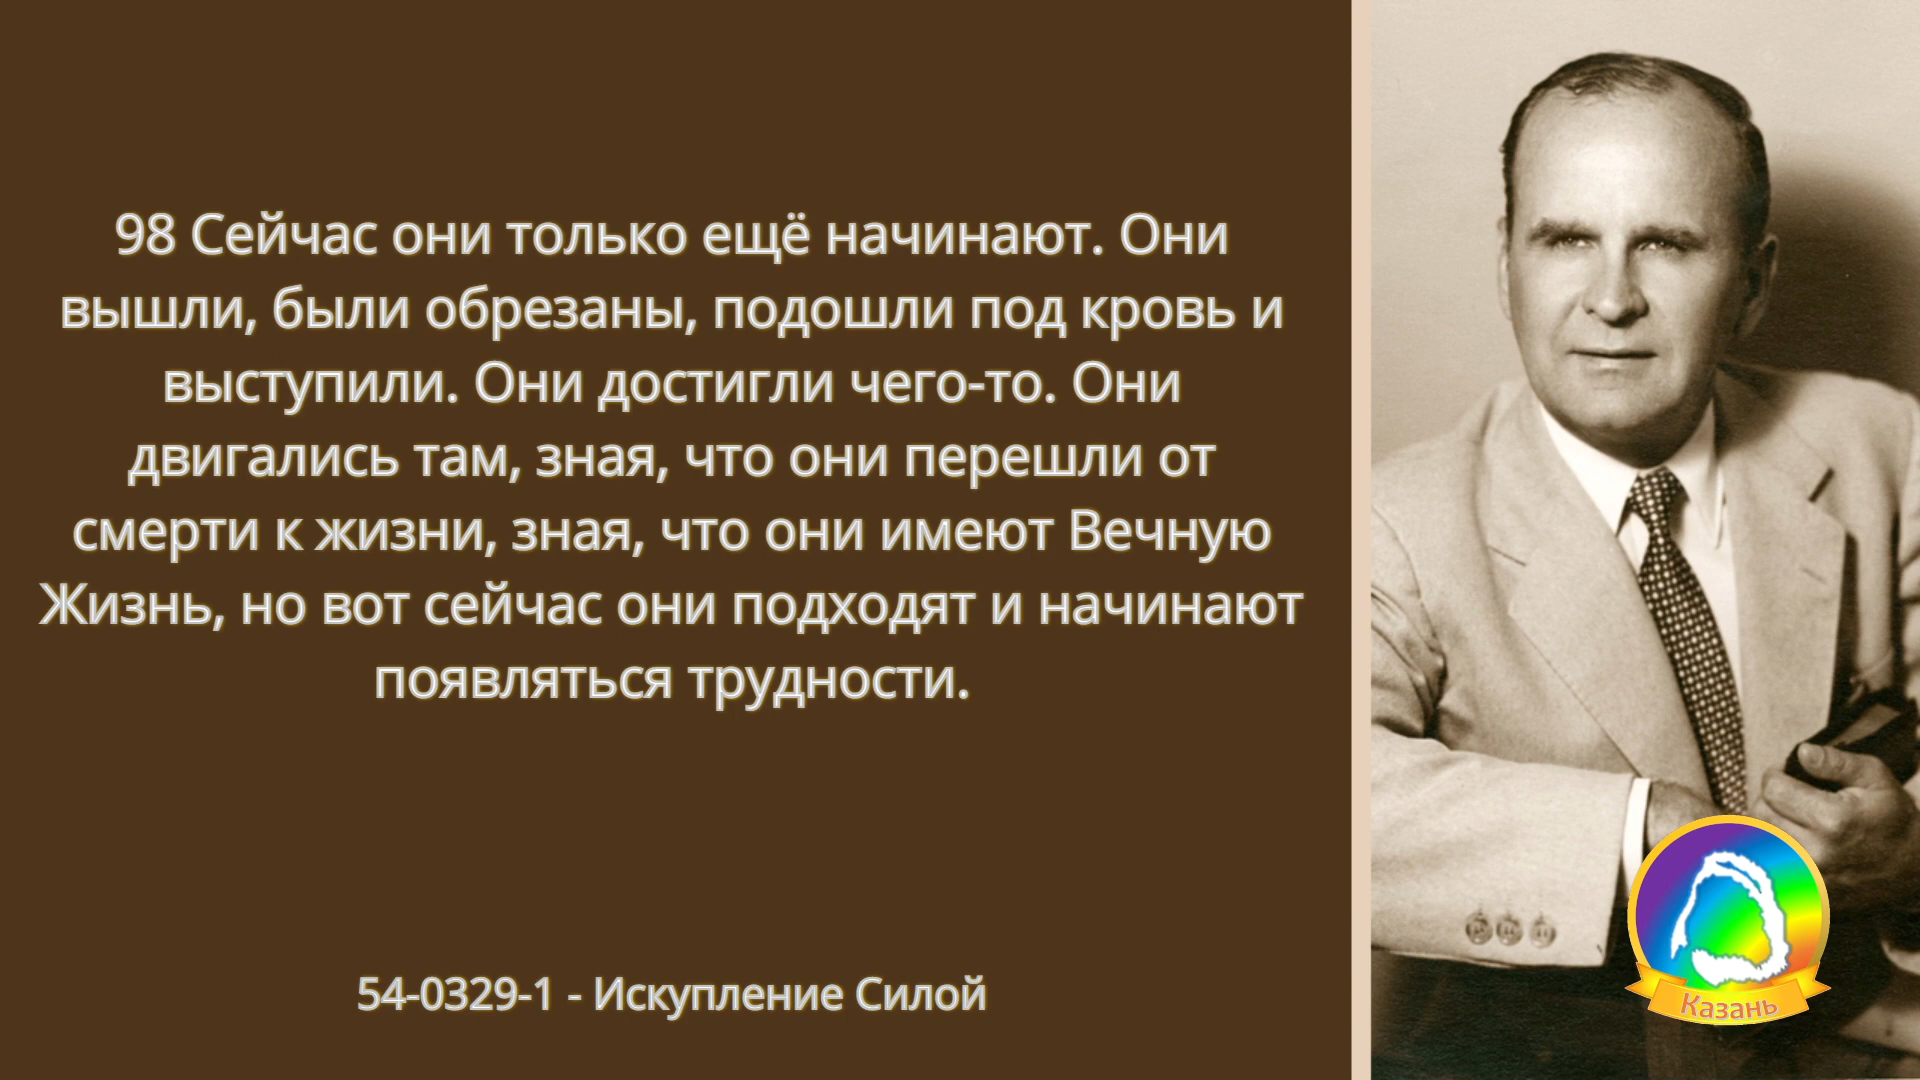 98 Сейчас они только ещё начинают. Они
вышли, были обрезаны, подошли под кровь и
выступили. Они достигли чего-то. Они
двигались там, зная, что они перешли от
смерти к жизни, зная, что они имеют Вечную
Жизнь, но вот сейчас они подходят и начинают
появляться трудности.
54-0329-1 - Искупление Силой
Казань